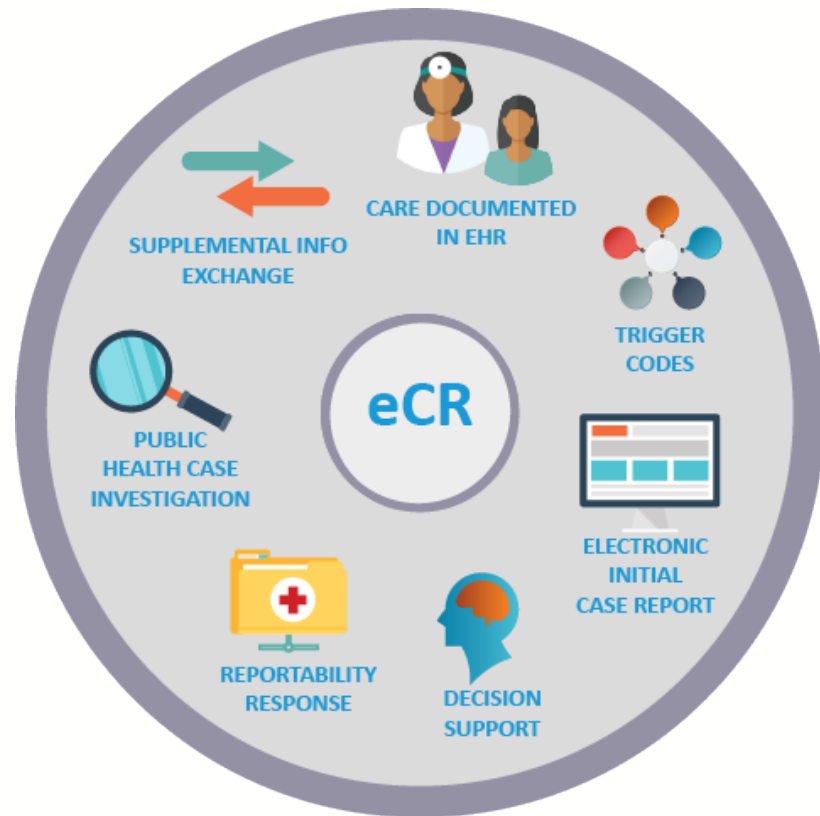 CARE DOCUMENTED
IN EHR
TRIGGER
CODES
ELECTRONIC
INITIAL
CASE REPORT
DECISION
SUPPORT
REPORTABILITY
RESPONSE
PUBLIC
HEALTH CASE
INVESTIGATION
SUPPLEMENTAL INFO
EXCHANGE
eCR